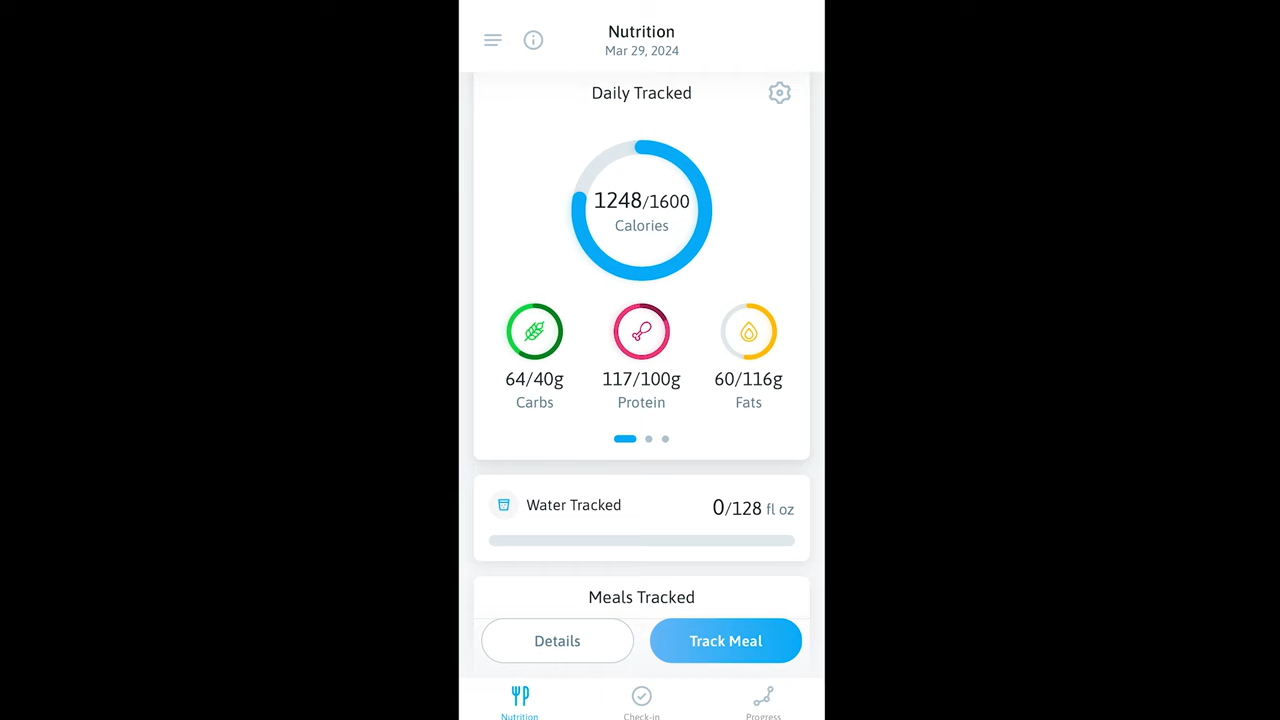 Nutrition
Mar 29, 2024
Daily Tracked
1248/1600
Calories
64/40g
Carbs
117/100g
Protein
60/116g
Fats
Water Tracked
0/128 fl oz
Meals Tracked
Details
Track Meal
Nutrition
Check-in
Progress